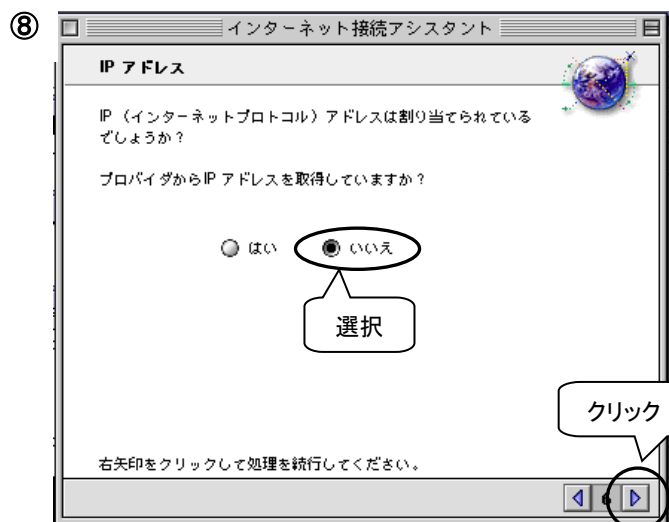 ⑧
インターネット接続アシスタント
IP アドレス
IP（インターネットプロトコル）アドレスは割り当てられている
でしょうか？
プロバイダからIP アドレスを取得していますか？
はい いいえ
選択
クリック
右矢印をクリックして処理を続行してください。
6